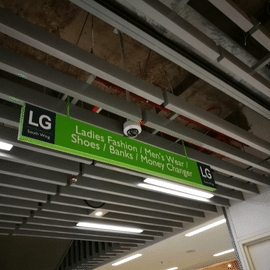 LG
South Wing
Ladies Fashion / Men's Wear /
Shoes / Banks / Money Changer
LG